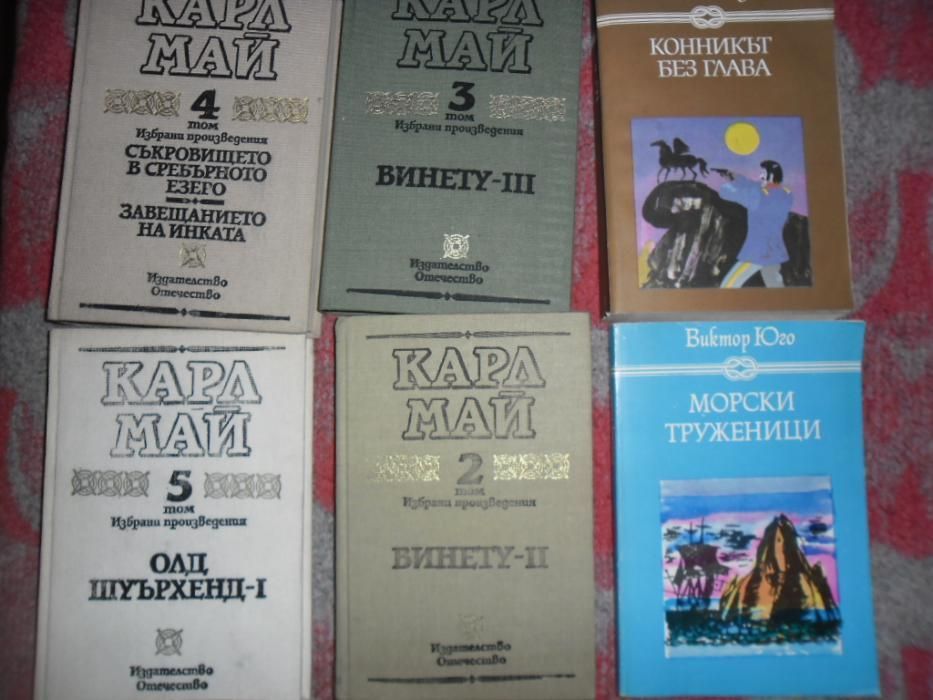 КАРЛ
МАЙ
4
том
Избрани произведения
СЪКРОВИЩЕТО
В СРЕБЪРНОТО
ЕЗЕРО
ЗАВЕЩАНИЕТО
НА ИНКАТА
Издателство
Отечество
КАРЛ
МАЙ
3
том
Избрани произведения
ВИНЕТУ-III
Издателство
Отечество
КОННИКЪТ
БЕЗ ГЛАВА
КАРЛ
МАЙ
5
том
Избрани произведения
ОЛД
ШУЪРХЕНД-I
Издателство
Отечество
КАРЛ
МАЙ
2
том
Избрани произведения
ВИНЕТУ-II
Издателство
Отечество
Виктор Юго
МОРСКИ
ТРУЖЕНИЦИ